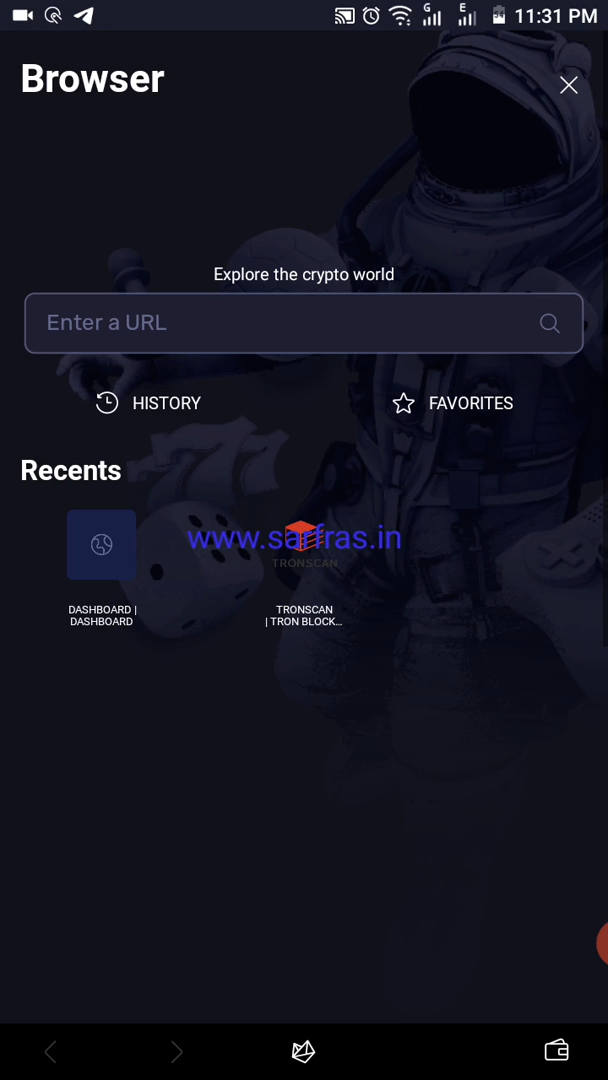 G
E
94
11:31 PM
Browser
Explore the crypto world
Enter a URL
HISTORY
FAVORITES
Recents
www.sarfras.in
TRONSCAN
DASHBOARD |
DASHBOARD
TRONSCAN
| TRON BLOCK...